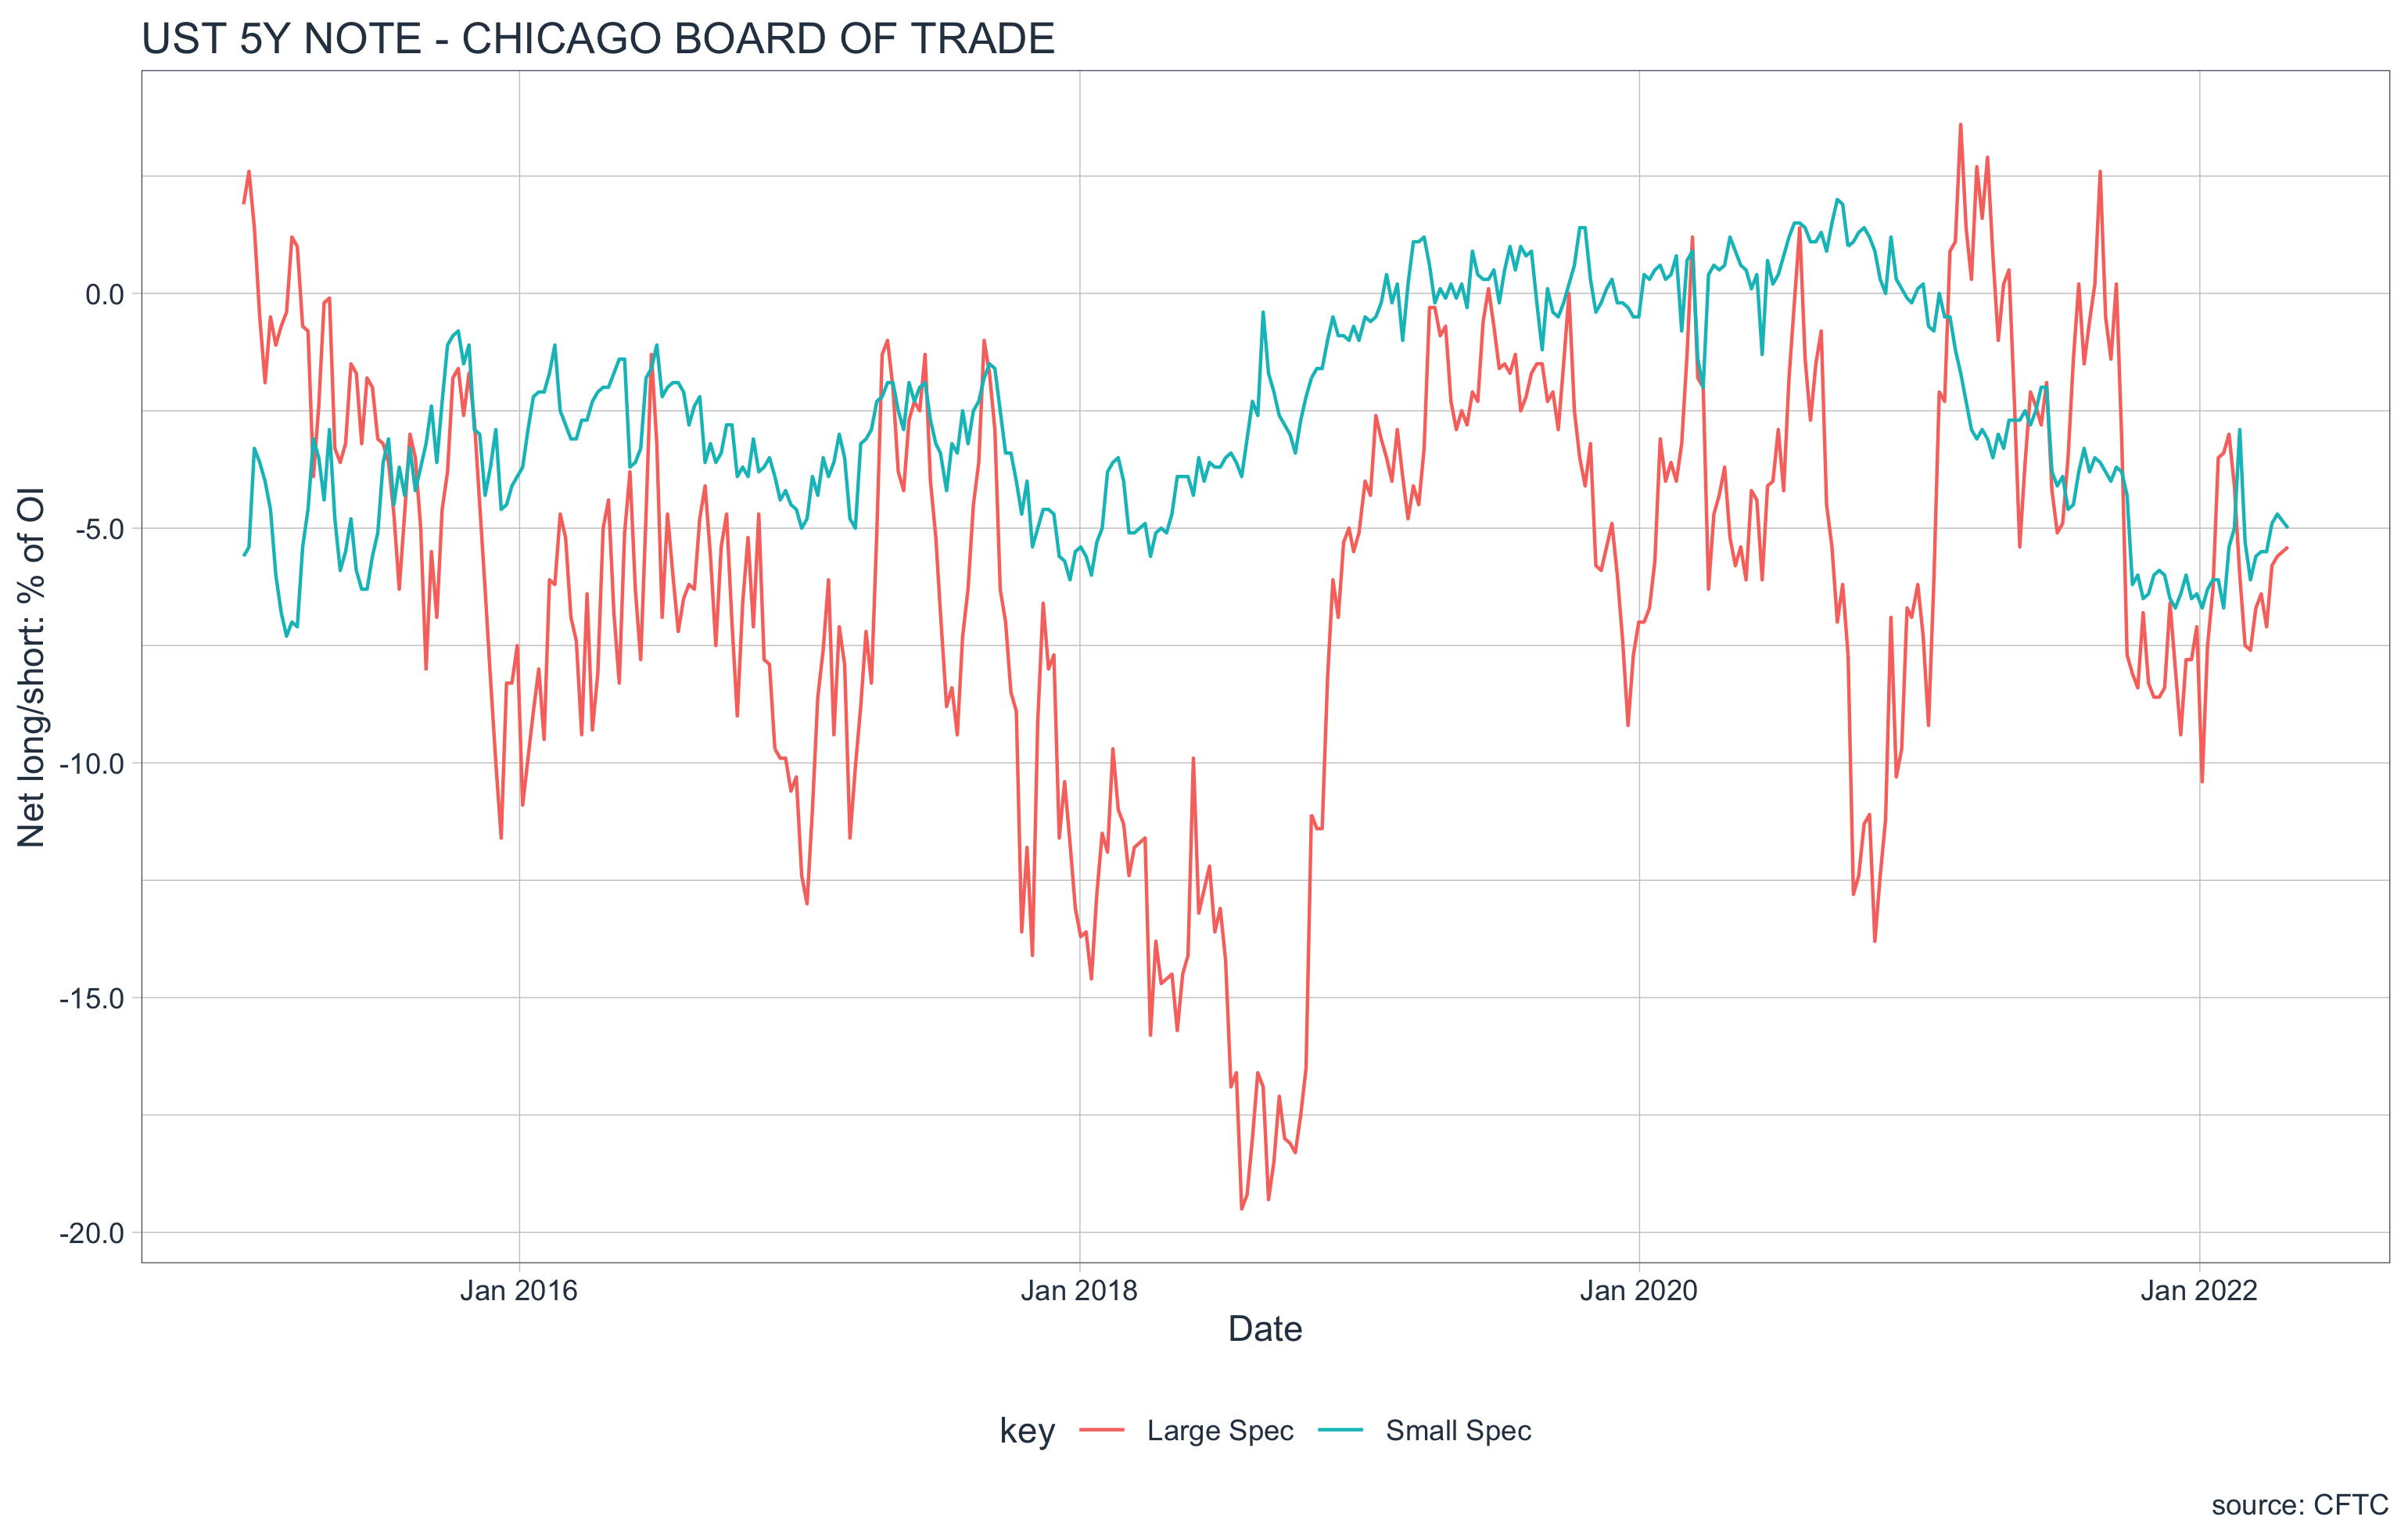 UST 5Y NOTE - CHICAGO BOARD OF TRADE
Net long/short: % of OI
0.0
-5.0
-10.0
-15.0
-20.0
Jan 2016 Jan 2018 Jan 2020 Jan 2022
Date
key Large Spec Small Spec
source: CFTC